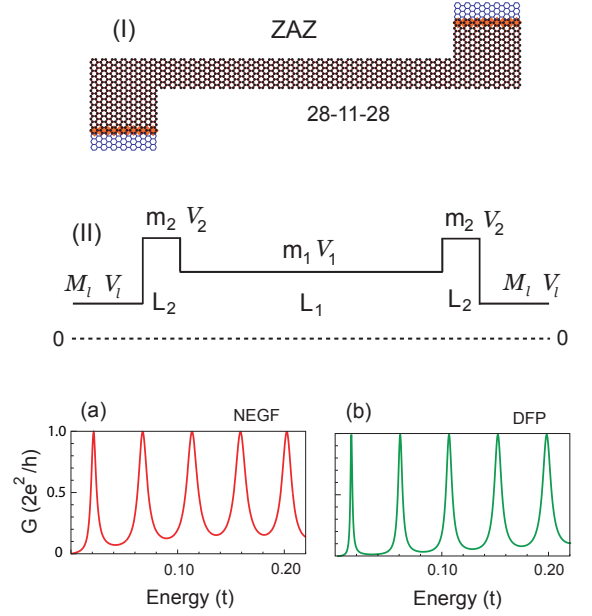 (I) ZAZ
28-11-28
(II) m₂ V₂ m₂ V₂
m₁ V₁
Mₗ Vₗ Mₗ Vₗ
L₂ L₁ L₂
0 0
(a) NEGF (b) DFP
1.0
0.5
0
G (2e²/h)
0.10 0.20 0.10 0.20
Energy (t) Energy (t)